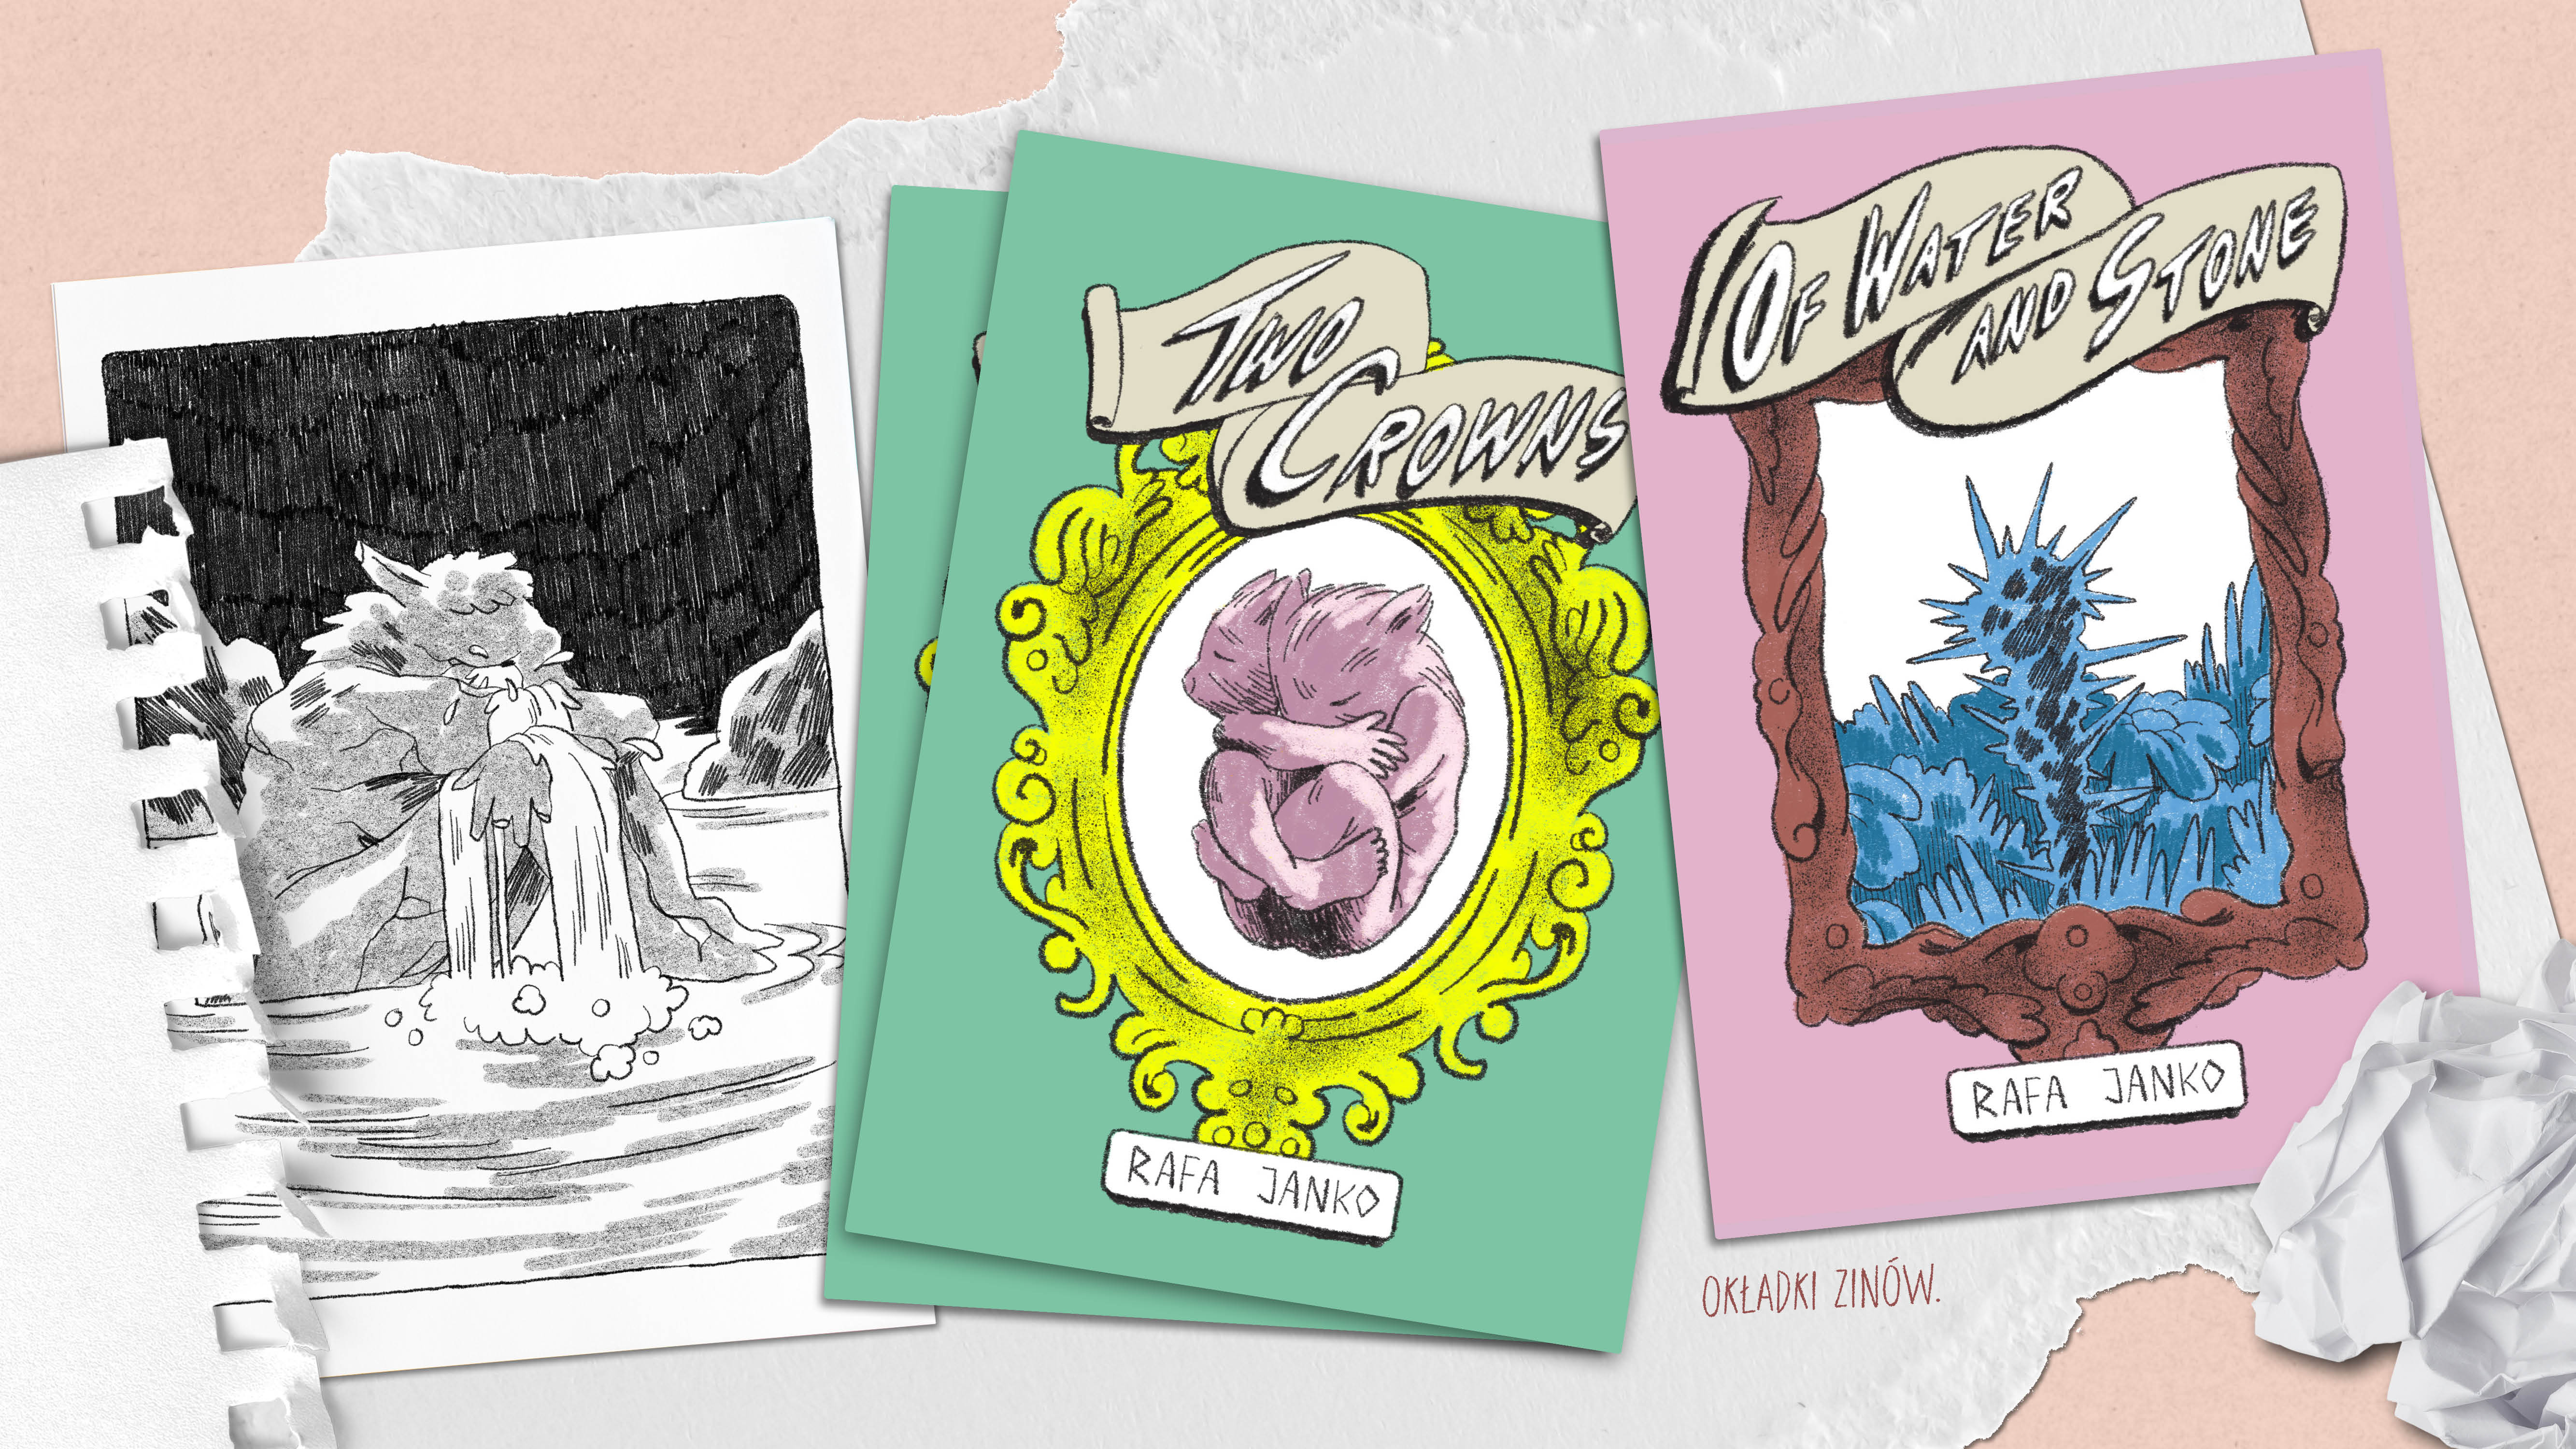 TWO
CROWNS
RAFA JANKO
OF WATER
AND STONE
RAFA JANKO
OKŁADKI ZINÓW.